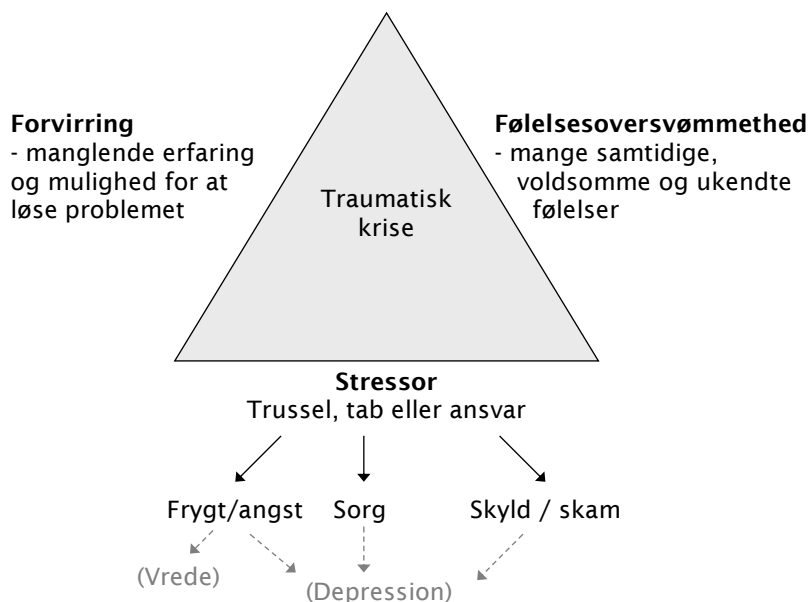 Forvirring
- manglende erfaring
og mulighed for at
løse problemet
Følelsesoversvømmethed
- mange samtidige,
voldsomme og ukendte
følelser
Traumatisk
krise
Stressor
Trussel, tab eller ansvar
Frygt/angst
Sorg
Skyld / skam
(Vrede)
(Depression)